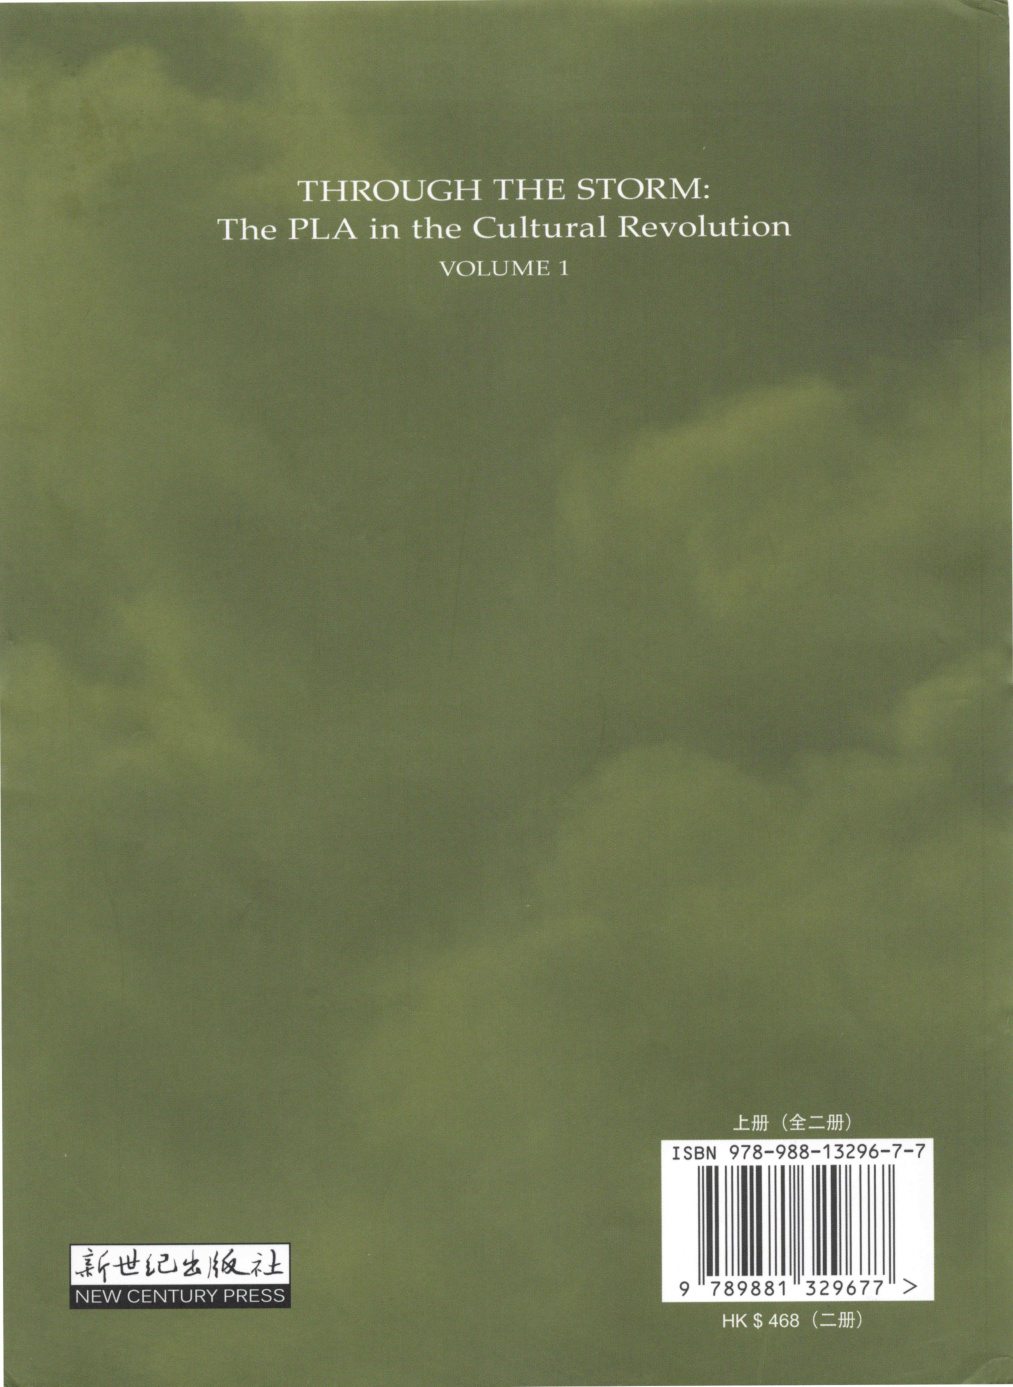 THROUGH THE STORM:
The PLA in the Cultural Revolution
VOLUME 1
上册（全二册）
ISBN 978-988-13296-7-7
9 789881 329677 >
HK $ 468（二册）
新世纪出版社
NEW CENTURY PRESS